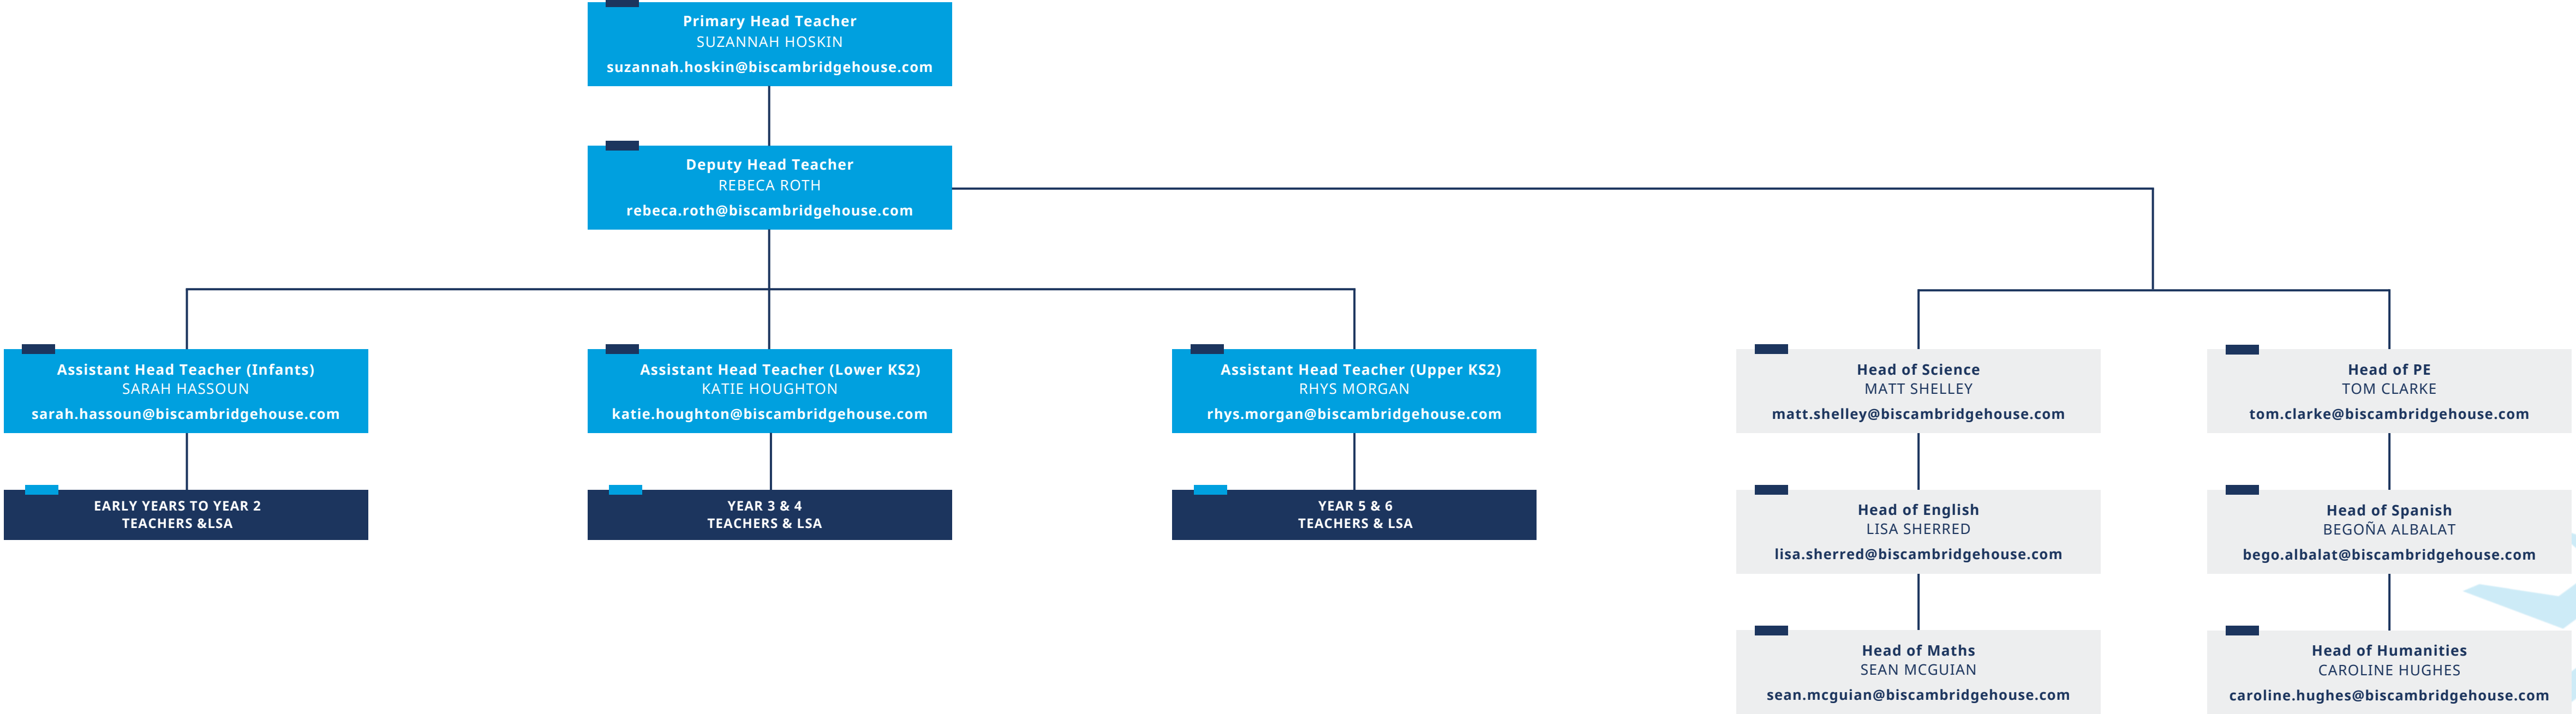 Primary Head Teacher
SUZANNAH HOSKIN
suzannah.hoskin@biscambridgehouse.com
Deputy Head Teacher
REBECA ROTH
rebeca.roth@biscambridgehouse.com
Assistant Head Teacher (Infants)
SARAH HASSOUN
sarah.hassoun@biscambridgehouse.com
Assistant Head Teacher (Lower KS2)
KATIE HOUGHTON
katie.houghton@biscambridgehouse.com
Assistant Head Teacher (Upper KS2)
RHYS MORGAN
rhys.morgan@biscambridgehouse.com
Head of Science
MATT SHELLEY
matt.shelley@biscambridgehouse.com
Head of PE
TOM CLARKE
tom.clarke@biscambridgehouse.com
EARLY YEARS TO YEAR 2
TEACHERS &LSA
YEAR 3 & 4
TEACHERS & LSA
YEAR 5 & 6
TEACHERS & LSA
Head of English
LISA SHERRED
lisa.sherred@biscambridgehouse.com
Head of Spanish
BEGOÑA ALBALAT
bego.albalat@biscambridgehouse.com
Head of Maths
SEAN MCGUIAN
sean.mcguian@biscambridgehouse.com
Head of Humanities
CAROLINE HUGHES
caroline.hughes@biscambridgehouse.com